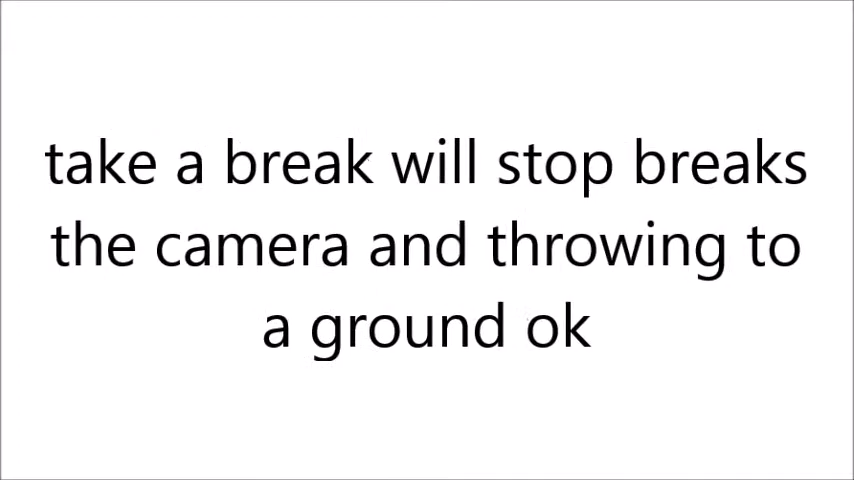 take a break will stop breaks
the camera and throwing to
a ground ok